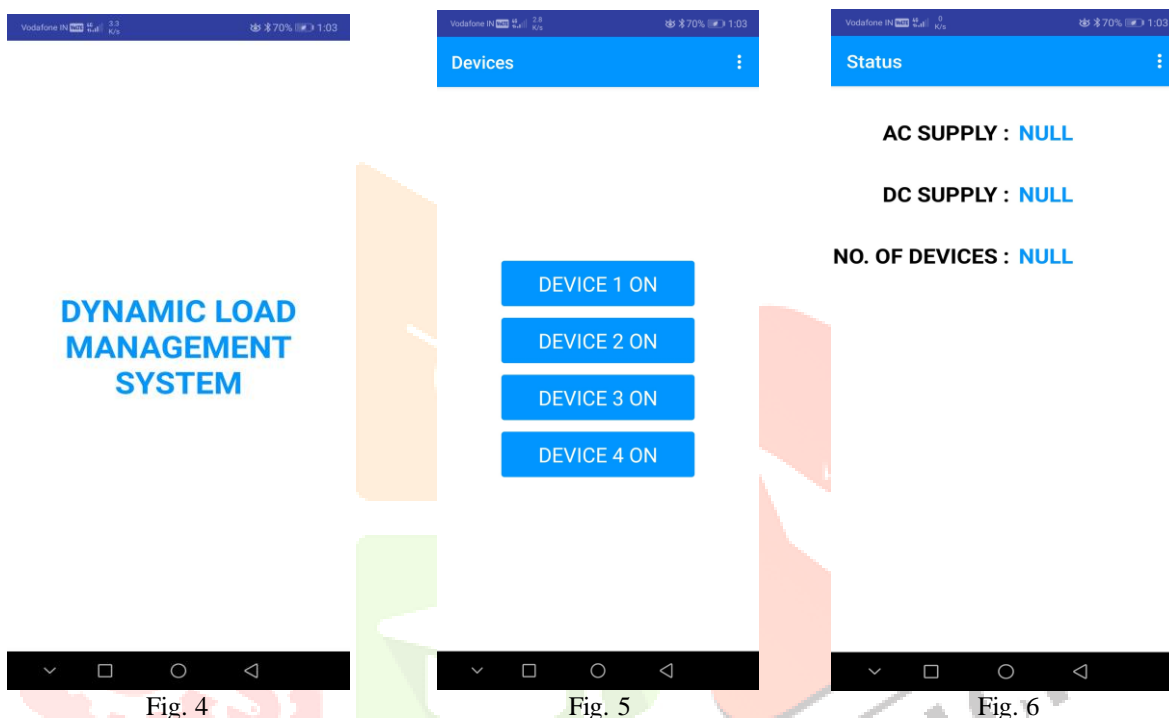 Vodafone IN 3.3 K/s 70% 1:03
DYNAMIC LOAD
MANAGEMENT
SYSTEM
Fig. 4
Vodafone IN 2.8 K/s 70% 1:03
Devices
DEVICE 1 ON
DEVICE 2 ON
DEVICE 3 ON
DEVICE 4 ON
Fig. 5
Vodafone IN 0 K/s 70% 1:03
Status
AC SUPPLY : NULL
DC SUPPLY : NULL
NO. OF DEVICES : NULL
Fig. 6